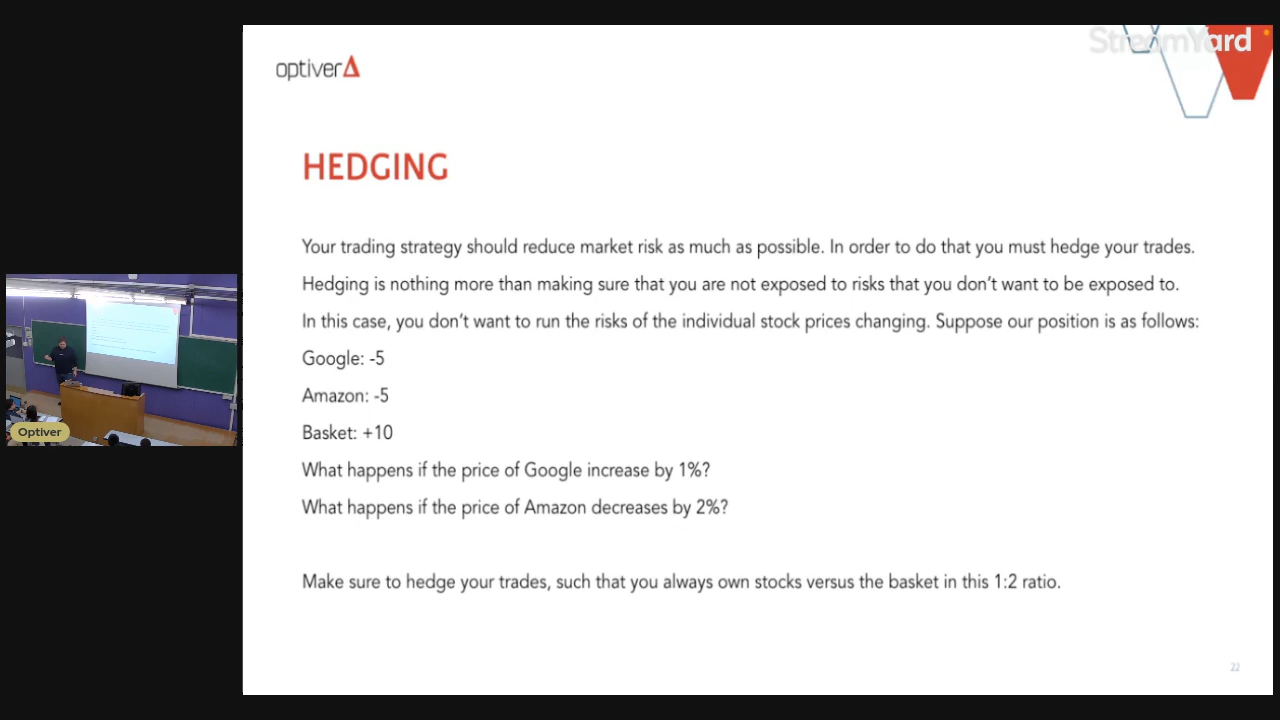 StreamYard
optiver
HEDGING
Your trading strategy should reduce market risk as much as possible. In order to do that you must hedge your trades.
Hedging is nothing more than making sure that you are not exposed to risks that you don't want to be exposed to.
In this case, you don't want to run the risks of the individual stock prices changing. Suppose our position is as follows:
Google: -5
Amazon: -5
Basket: +10
What happens if the price of Google increase by 1%?
What happens if the price of Amazon decreases by 2%?
Make sure to hedge your trades, such that you always own stocks versus the basket in this 1:2 ratio.
22
Optiver